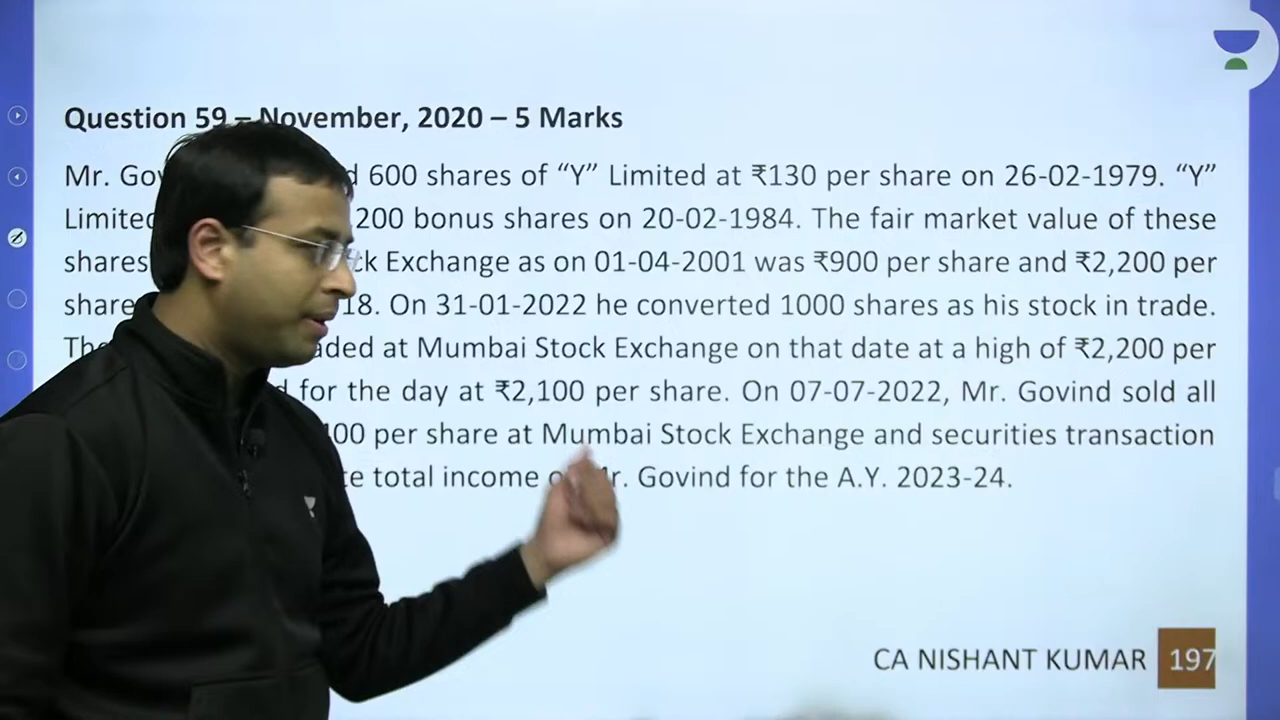 Question 59 – November, 2020 – 5 Marks
Mr. 600 shares of “Y” Limited at ₹130 per share on 26-02-1979. “Y”
Limited 200 bonus shares on 20-02-1984. The fair market value of these
shares Exchange as on 01-04-2001 was ₹900 per share and ₹2,200 per
share 18. On 31-01-2022 he converted 1000 shares as his stock in trade.
at Mumbai Stock Exchange on that date at a high of ₹2,200 per
for the day at ₹2,100 per share. On 07-07-2022, Mr. Govind sold all
per share at Mumbai Stock Exchange and securities transaction
total income Mr. Govind for the A.Y. 2023-24.
CA NISHANT KUMAR 197